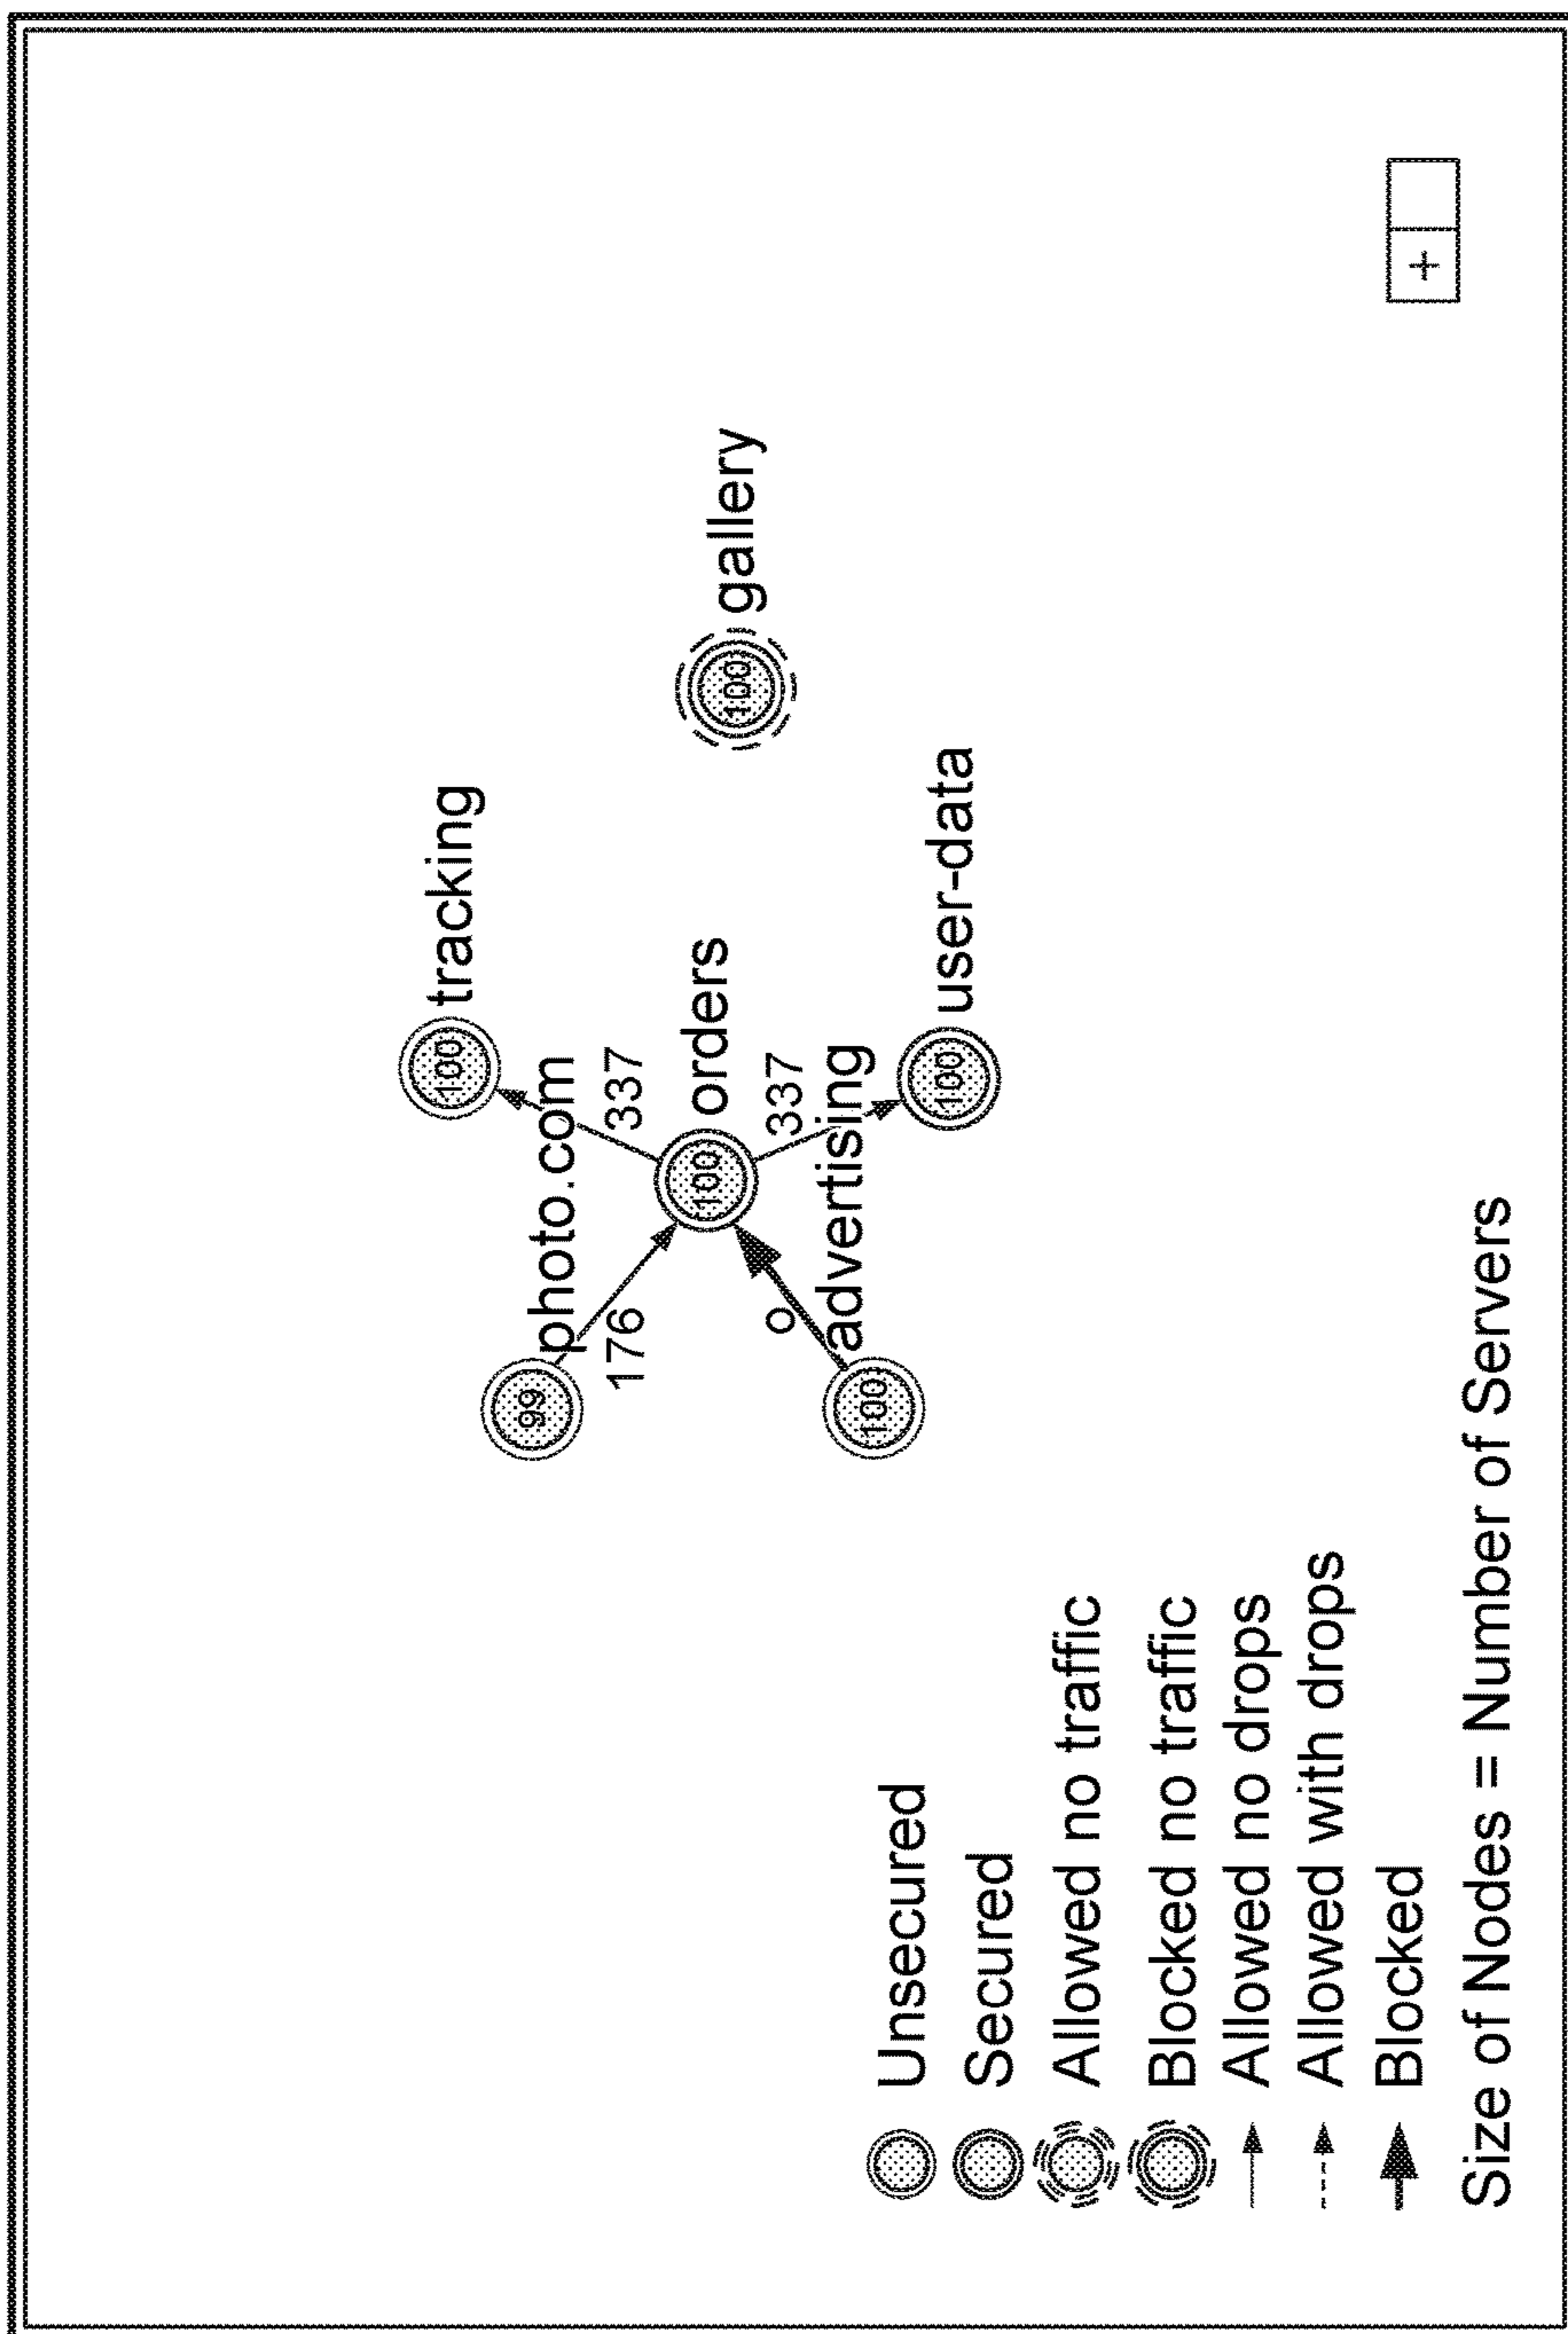 100 tracking
99 photo.com
337
176
100 orders
100 gallery
o
337
100 advertising
100 user-data
Unsecured
Secured
Allowed no traffic
Blocked no traffic
Allowed no drops
Allowed with drops
Blocked
+
Size of Nodes = Number of Servers